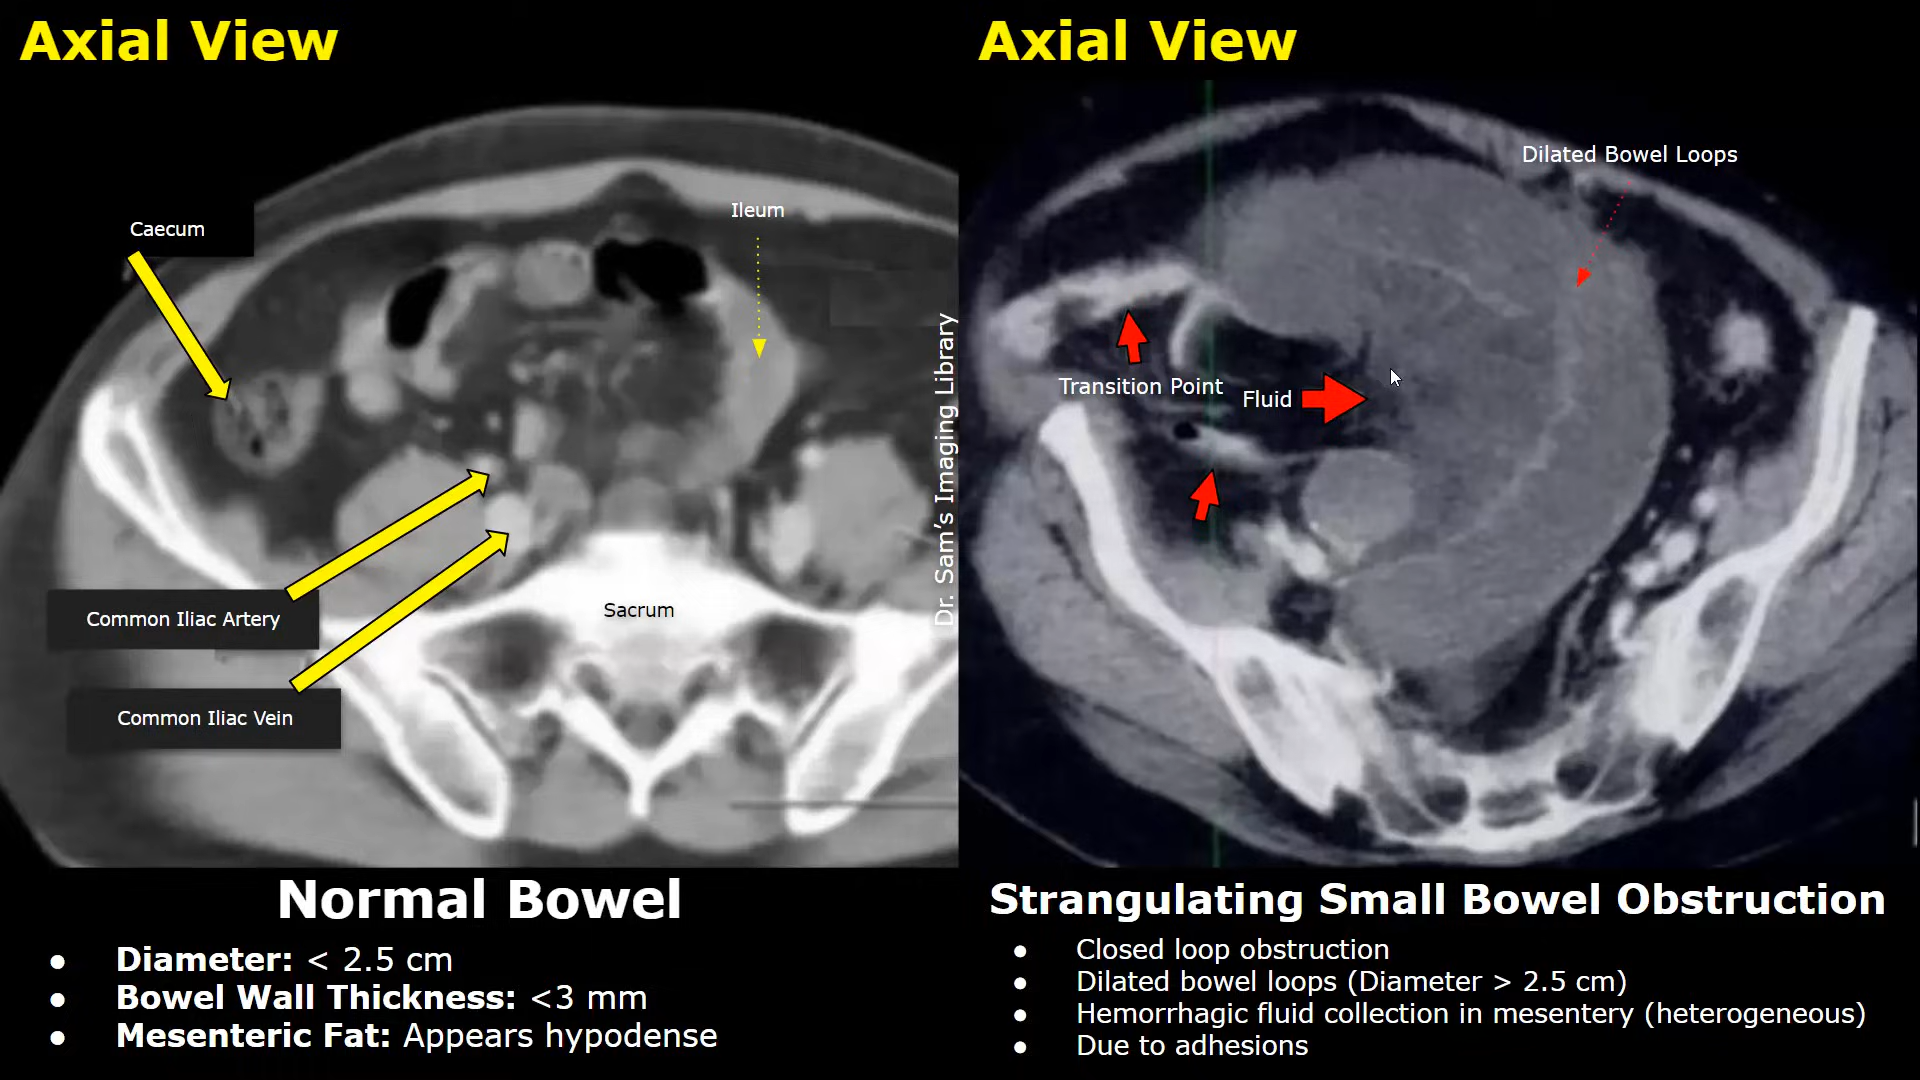 Axial View
Caecum
Ileum
Common Iliac Artery
Common Iliac Vein
Sacrum
Dr. Sam's Imaging Library
Normal Bowel
● Diameter: < 2.5 cm
● Bowel Wall Thickness: <3 mm
● Mesenteric Fat: Appears hypodense
Axial View
Dilated Bowel Loops
Transition Point
Fluid
Strangulating Small Bowel Obstruction
● Closed loop obstruction
● Dilated bowel loops (Diameter > 2.5 cm)
● Hemorrhagic fluid collection in mesentery (heterogeneous)
● Due to adhesions